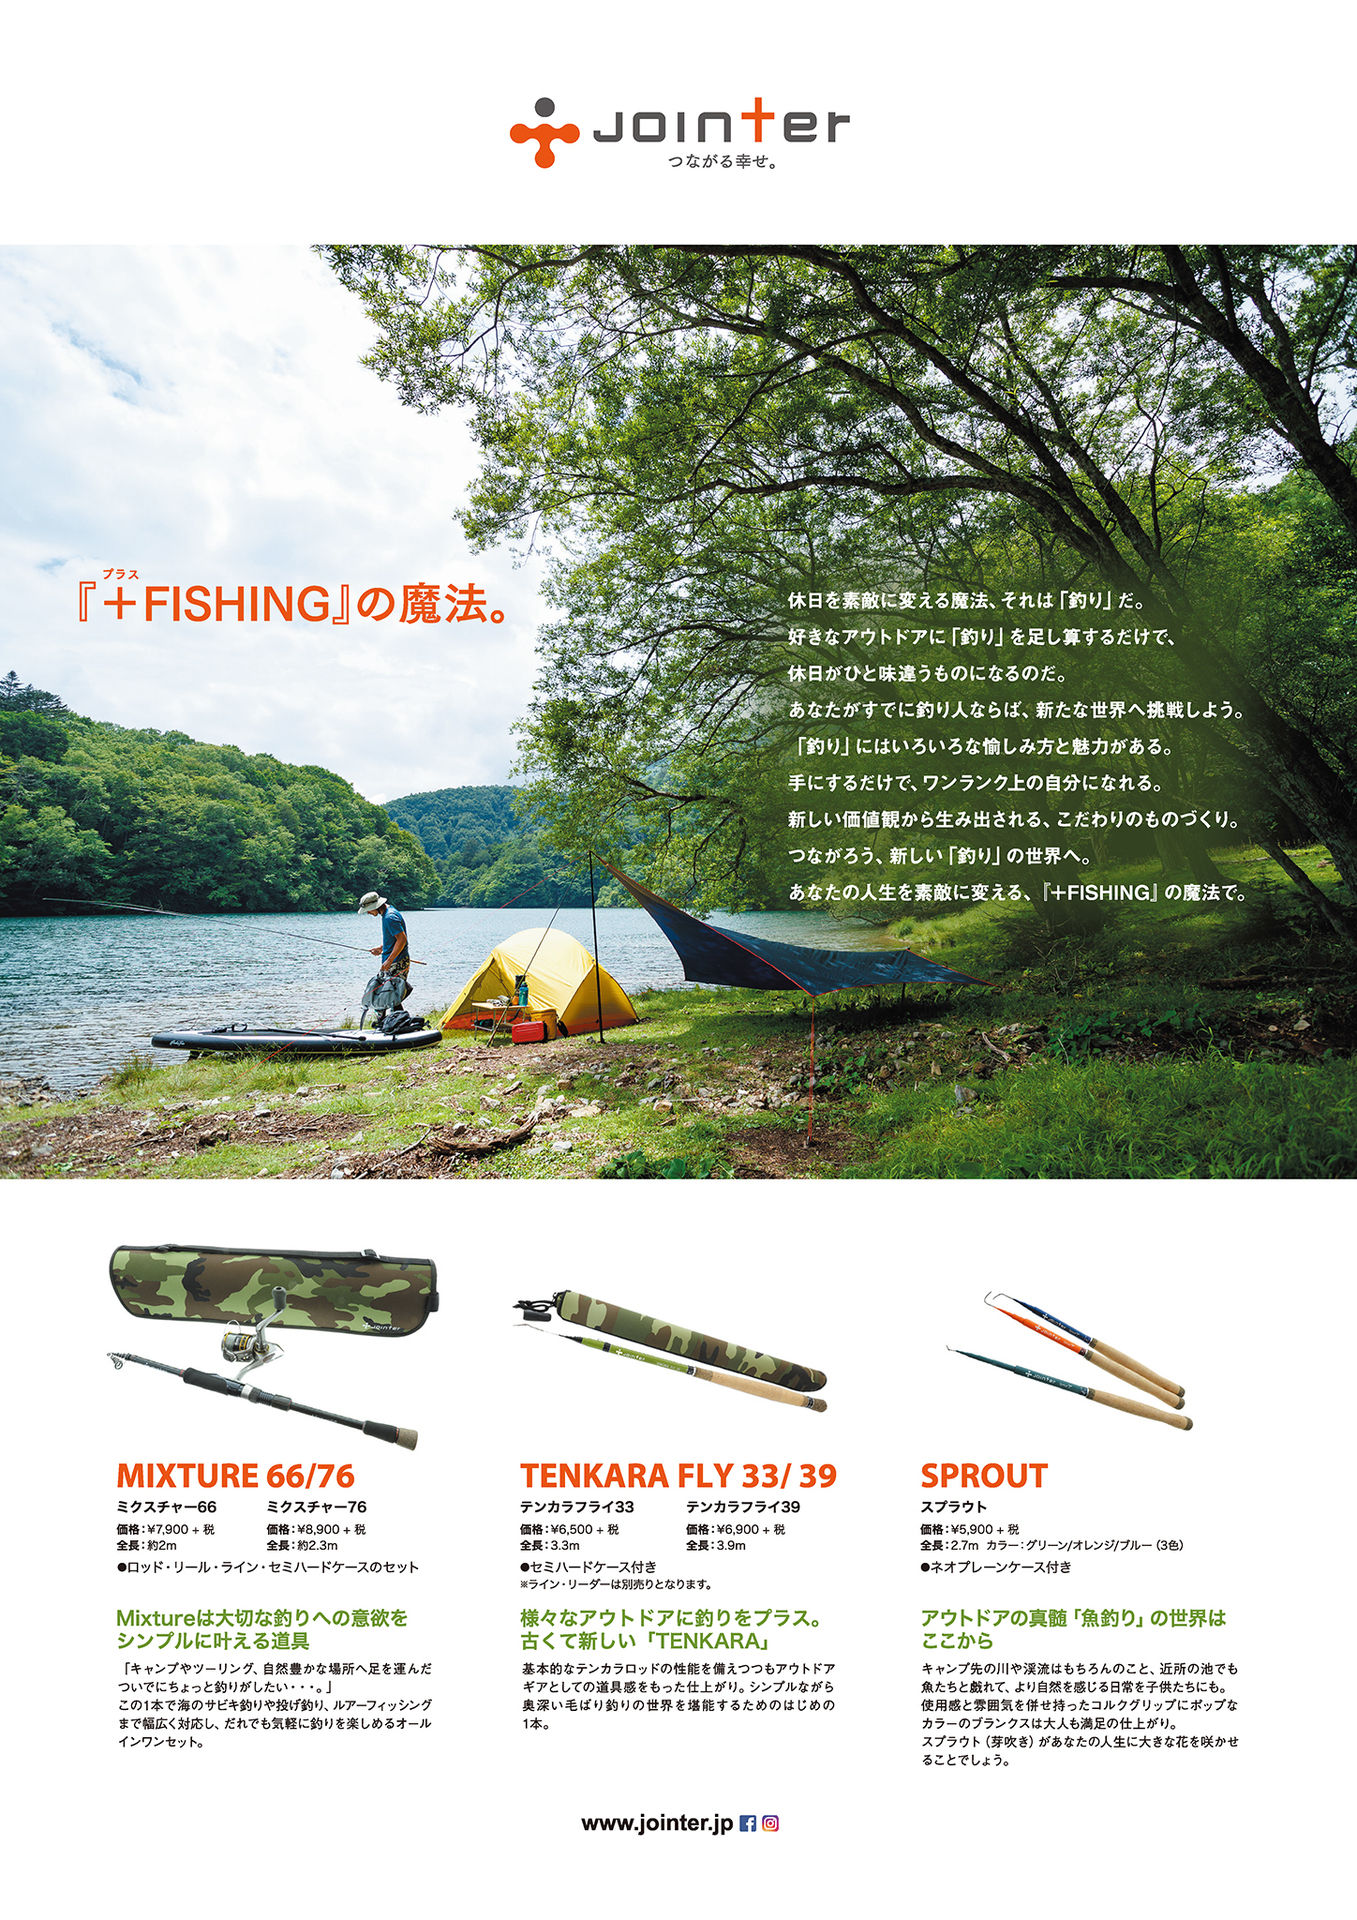 Jointer
つながる幸せ。
プラス
『＋FISHING』の魔法。
休日を素敵に変える魔法、それは「釣り」だ。
好きなアウトドアに「釣り」を足し算するだけで、
休日がひと味違うものになるのだ。
あなたがすでに釣り人ならば、新たな世界へ挑戦しよう。
「釣り」にはいろいろな愉しみ方と魅力がある。
手にするだけで、ワンランク上の自分になれる。
新しい価値観から生み出される、こだわりのものづくり。
つながろう、新しい「釣り」の世界へ。
あなたの人生を素敵に変える、『＋FISHING』の魔法で。
Jointer
Jointer
Jointer
MIXTURE 66/76
ミクスチャー66 ミクスチャー76
価格：¥7,900 + 税 価格：¥8,900 + 税
全長：約2m 全長：約2.3m
●ロッド・リール・ライン・セミハードケースのセット
Mixtureは大切な釣りへの意欲を
シンプルに叶える道具
「キャンプやツーリング、自然豊かな場所へ足を運んだ
ついでにちょっと釣りがしたい・・・。」
この1本で海のサビキ釣りや投げ釣り、ルアーフィッシング
まで幅広く対応し、だれでも気軽に釣りを楽しめるオール
インワンセット。
TENKARA FLY 33/ 39
テンカラフライ33 テンカラフライ39
価格：¥6,500 + 税 価格：¥6,900 + 税
全長：3.3m 全長：3.9m
●セミハードケース付き
※ライン・リーダーは別売りとなります。
様々なアウトドアに釣りをプラス。
古くて新しい「TENKARA」
基本的なテンカラロッドの性能を備えつつもアウトドア
ギアとしての道具感をもった仕上がり。シンプルながら
奥深い毛ばり釣りの世界を堪能するためのはじめの
1本。
SPROUT
スプラウト
価格：¥5,900 + 税
全長：2.7m カラー：グリーン/オレンジ/ブルー（3色）
●ネオプレーンケース付き
アウトドアの真髄「魚釣り」の世界は
ここから
キャンプ先の川や渓流はもちろんのこと、近所の池でも
魚たちと戯れて、より自然を感じる日常を子供たちにも。
使用感と雰囲気を併せ持ったコルクグリップにポップな
カラーのブランクスは大人も満足の仕上がり。
スプラウト（芽吹き）があなたの人生に大きな花を咲かせ
ることでしょう。
www.jointer.jp